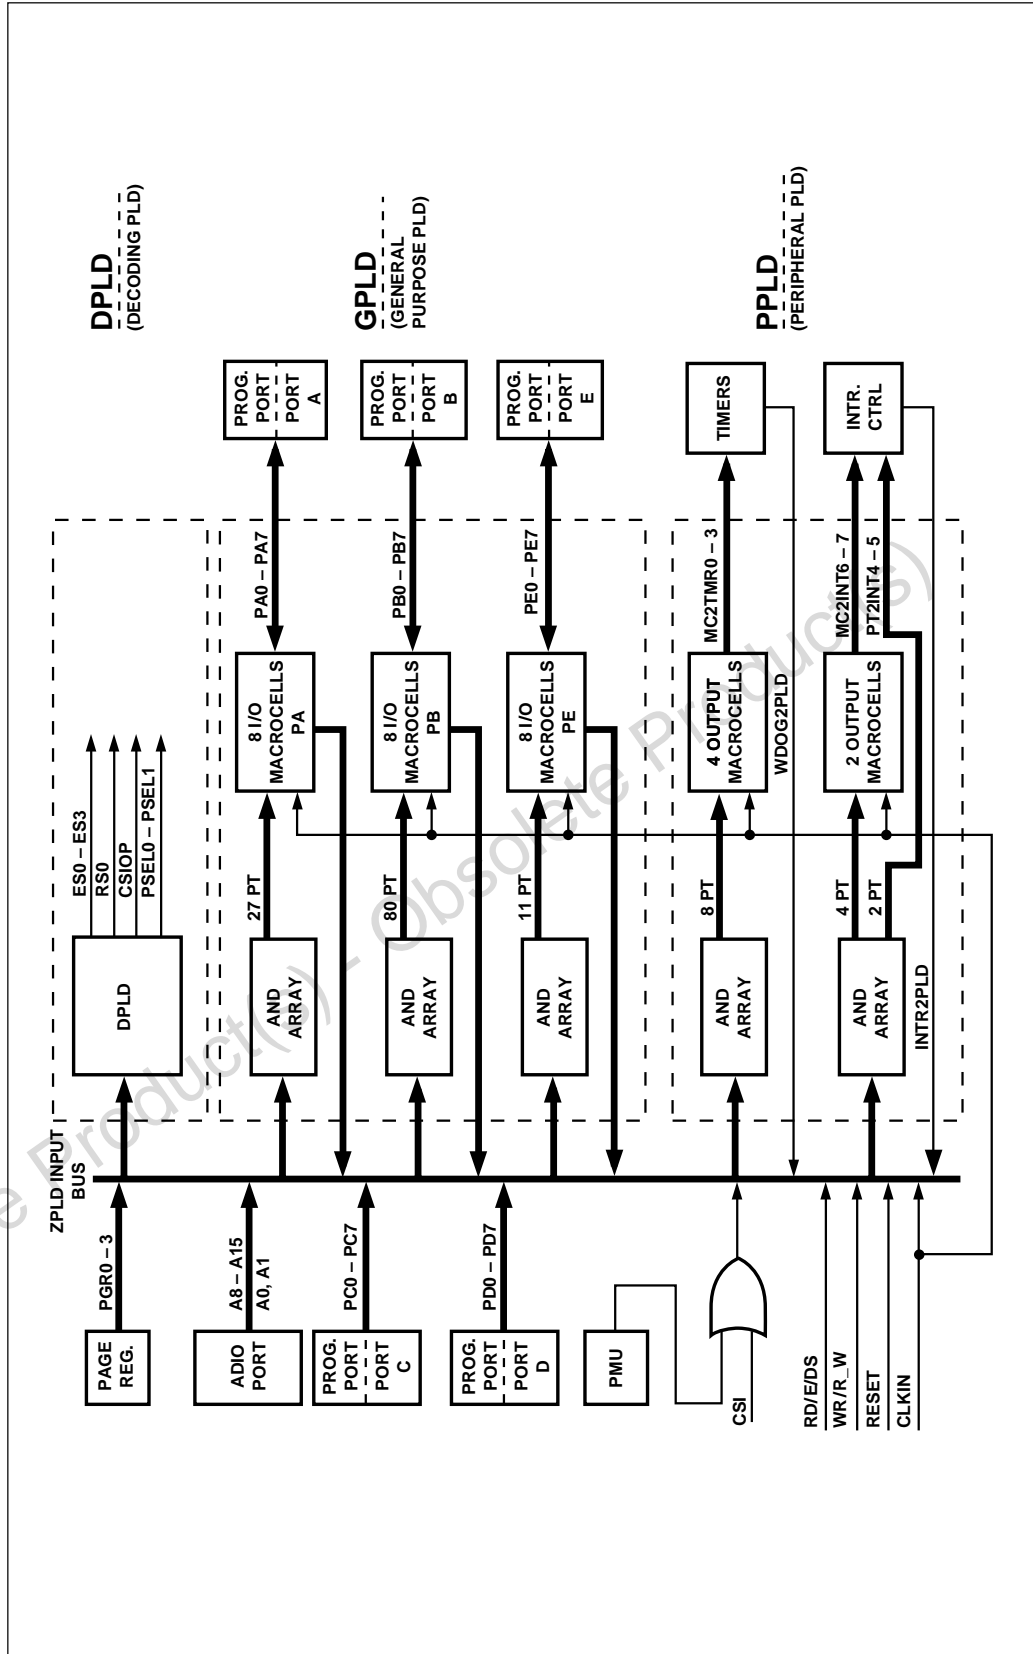 DPLD
(DECODING PLD)
GPLD
(GENERAL
PURPOSE PLD)
PPLD
(PERIPHERAL PLD)
PROG.
PORT
PORT
A
PROG.
PORT
PORT
B
PROG.
PORT
PORT
E
TIMERS
INTR.
CTRL
PA0 – PA7
PB0 – PB7
PE0 – PE7
MC2TMR0 – 3
WDOG2PLD
MC2INT6 – 7
PT2INT4 – 5
ES0 – ES3
RS0
CSIOP
PSEL0 – PSEL1
8 I/O
MACROCELLS
PA
8 I/O
MACROCELLS
PB
8 I/O
MACROCELLS
PE
4 OUTPUT
MACROCELLS
2 OUTPUT
MACROCELLS
27 PT
80 PT
11 PT
8 PT
4 PT
2 PT
DPLD
AND
ARRAY
AND
ARRAY
AND
ARRAY
AND
ARRAY
AND
ARRAY
INTR2PLD
ZPLD INPUT
BUS
PGR0 – 3
A8 – A15
A0, A1
PC0 – PC7
PD0 – PD7
PAGE
REG.
ADIO
PORT
PROG.
PORT
PORT
C
PROG.
PORT
PORT
D
PMU
CSI
RD/E/DS
WR/R_W
RESET
CLKIN
e Product(s) - Obsolete Product(s)